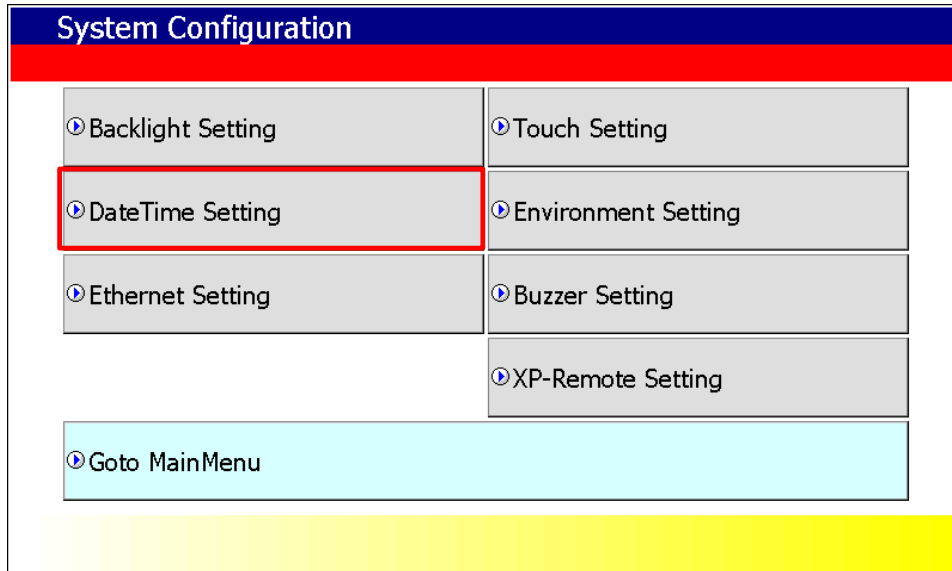 System Configuration
Backlight Setting
Touch Setting
DateTime Setting
Environment Setting
Ethernet Setting
Buzzer Setting
XP-Remote Setting
Goto MainMenu